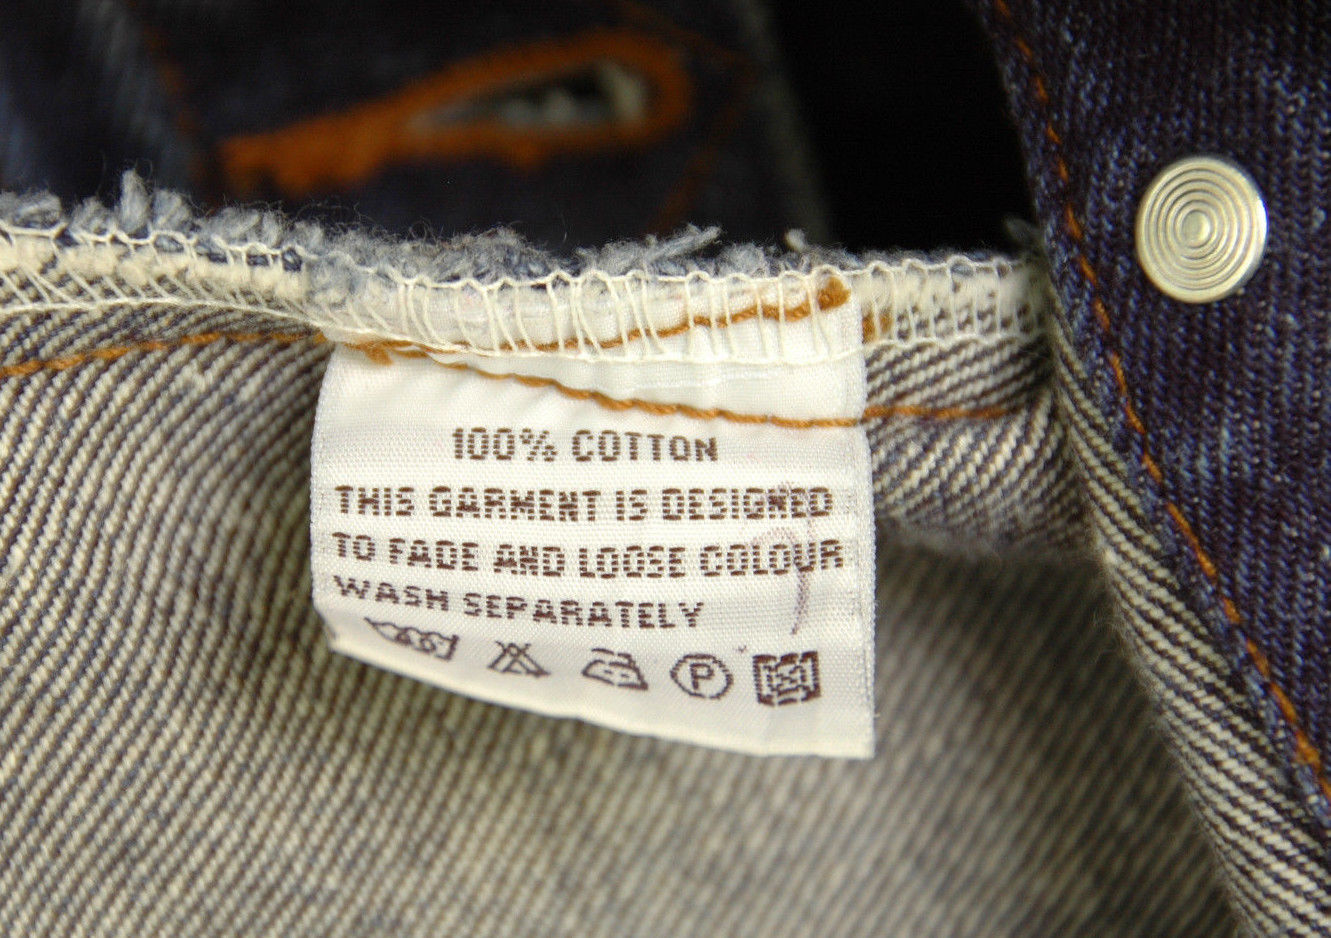 100% COTTON
THIS GARMENT IS DESIGNED
TO FADE AND LOOSE COLOUR
WASH SEPARATELY
P